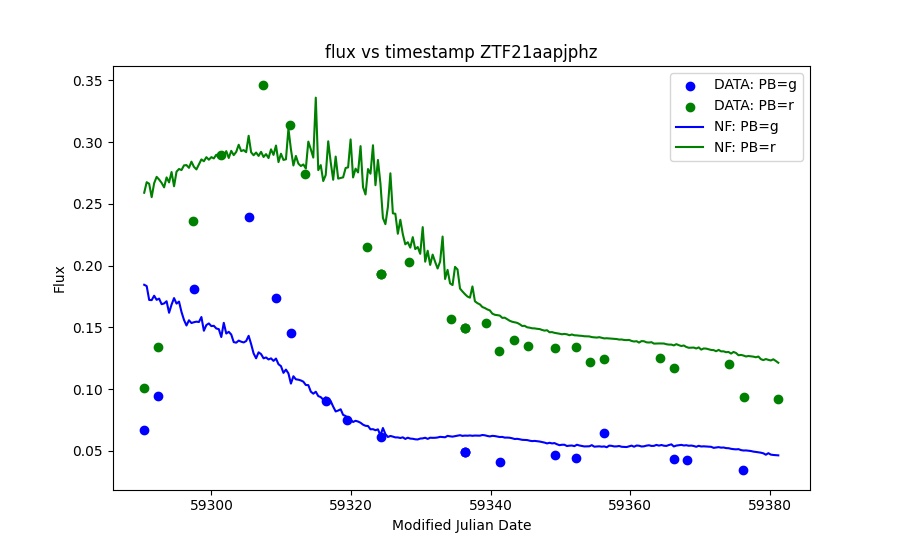 flux vs timestamp ZTF21aapjphz
DATA: PB=g
DATA: PB=r
NF: PB=g
NF: PB=r
0.35
0.30
0.25
0.20
0.15
0.10
0.05
Flux
59300
59320
59340
59360
59380
Modified Julian Date